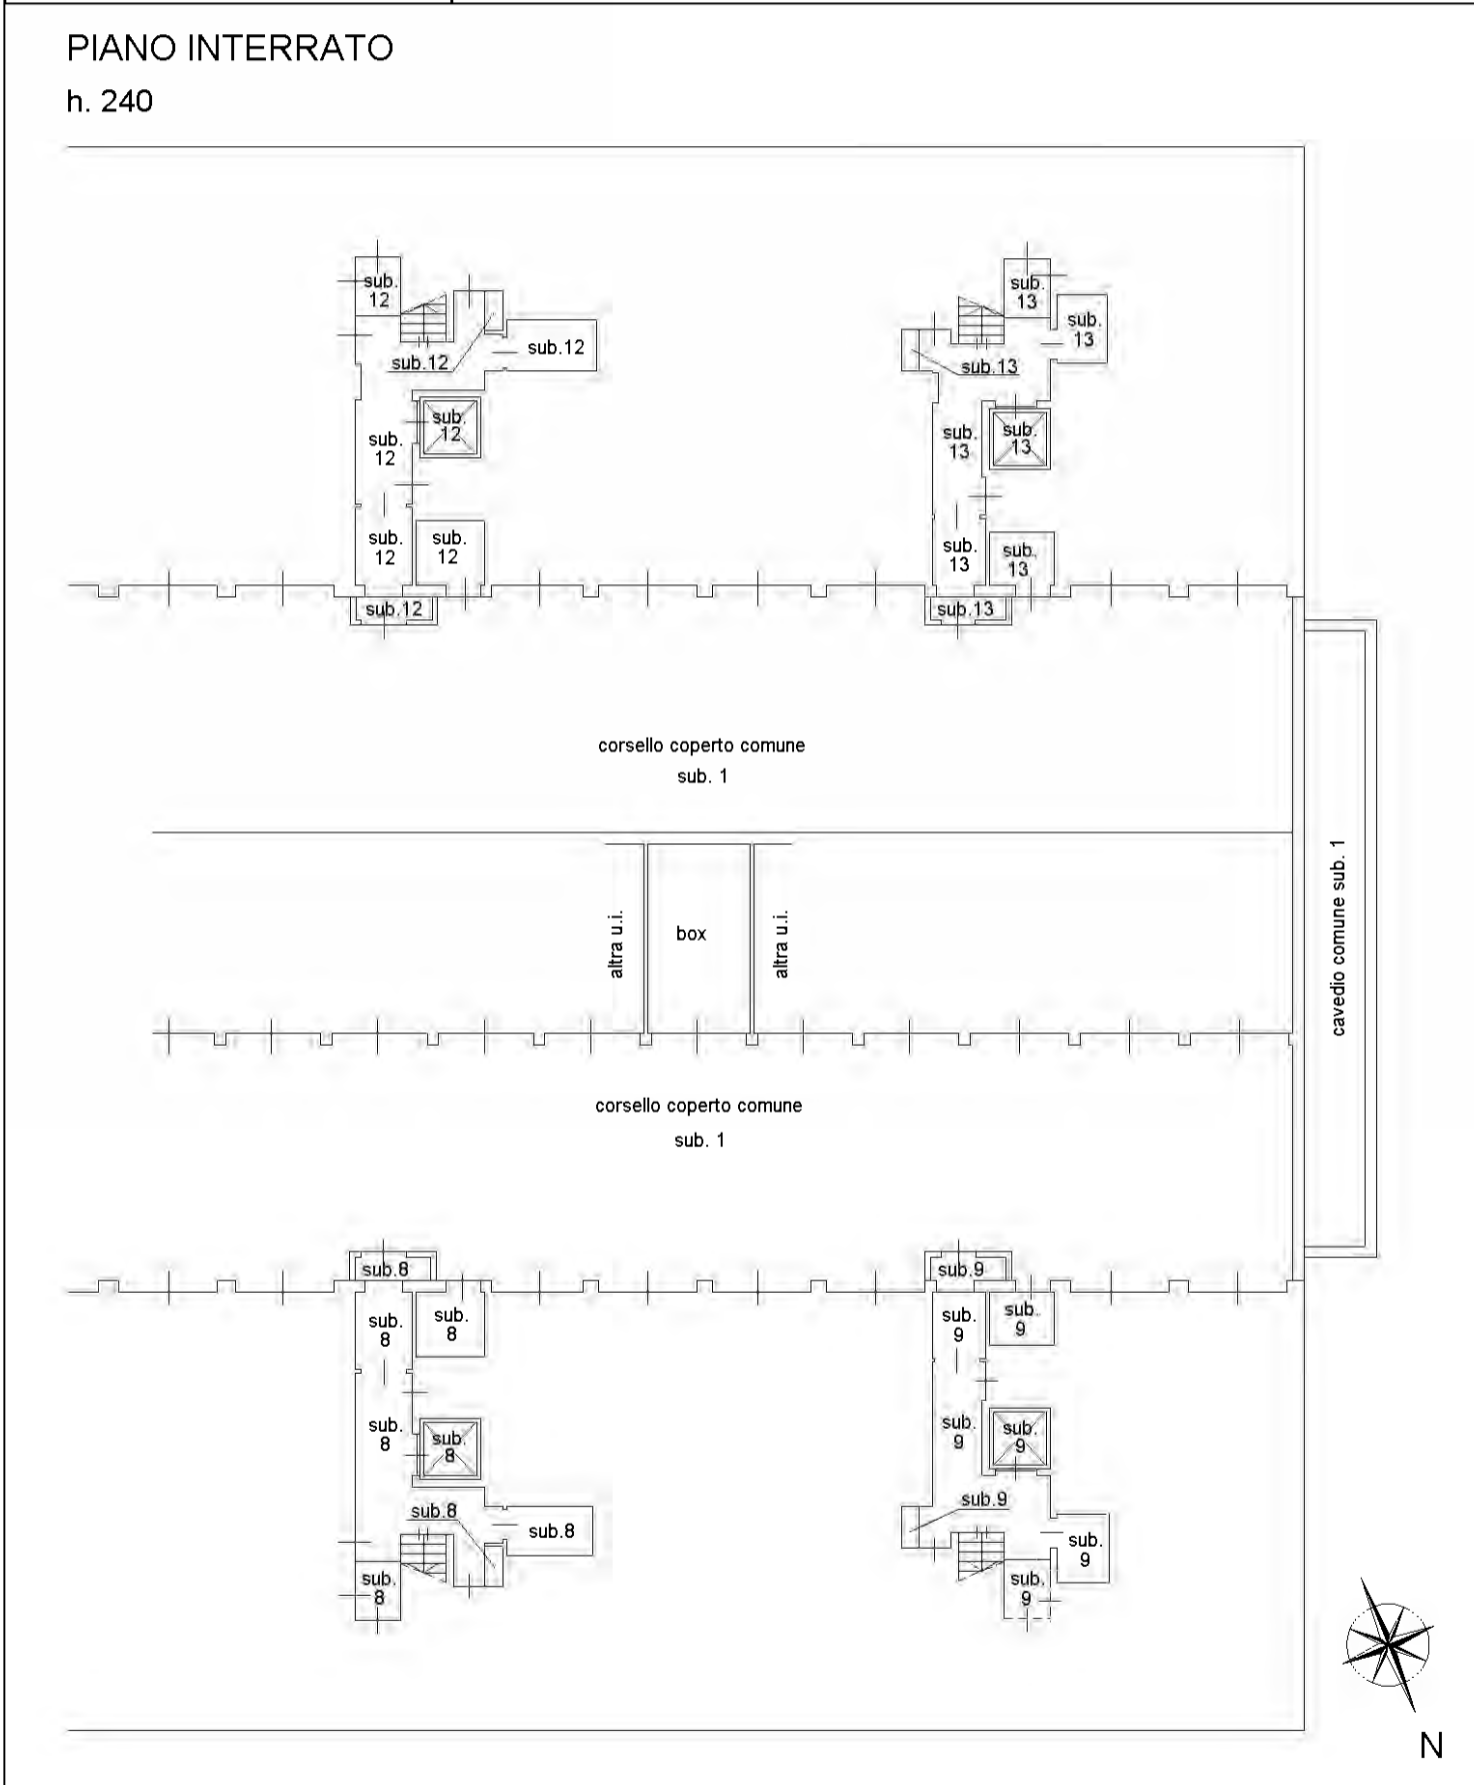 PIANO INTERRATO
h. 240
sub.
12
sub.12
sub.12
sub.
12
sub.
12
sub.
12
sub.
12
sub.12
sub.
13
sub.
13
sub.13
sub.
13
sub.
13
sub.
13
sub.
13
sub.13
corsello coperto comune
sub. 1
altra u.i.
box
altra u.i.
cavedio comune sub. 1
corsello coperto comune
sub. 1
sub.8
sub.
8
sub.
8
sub.
8
sub.
8
sub.8
sub.8
sub.
8
sub.9
sub.
9
sub.
9
sub.
9
sub.
9
sub.9
sub.
9
sub.
9
N